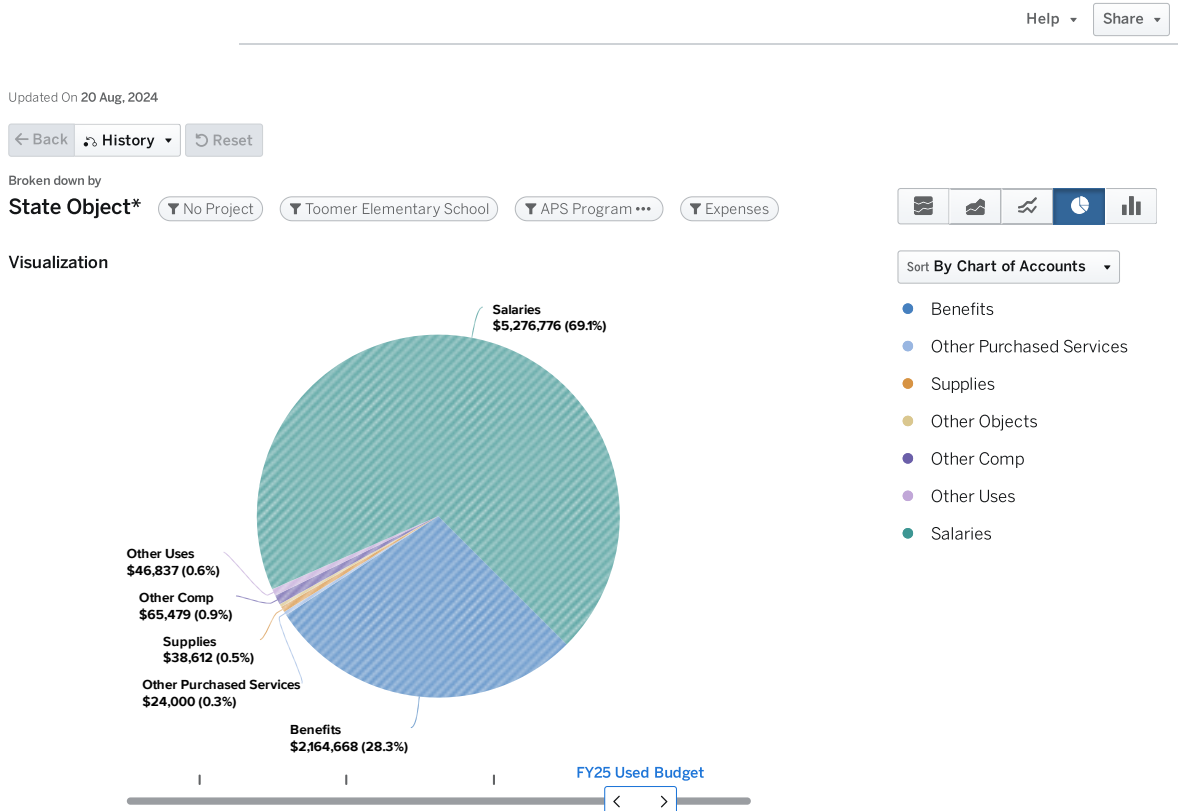 Help
Share
Updated On 20 Aug, 2024
Back
History
Reset
Broken down by
State Object*
No Project
Toomer Elementary School
APS Program •••
Expenses
Visualization
Sort By Chart of Accounts
Benefits
Other Purchased Services
Supplies
Other Objects
Other Comp
Other Uses
Salaries
Salaries
$5,276,776 (69.1%)
Other Uses
$46,837 (0.6%)
Other Comp
$65,479 (0.9%)
Supplies
$38,612 (0.5%)
Other Purchased Services
$24,000 (0.3%)
Benefits
$2,164,668 (28.3%)
FY25 Used Budget